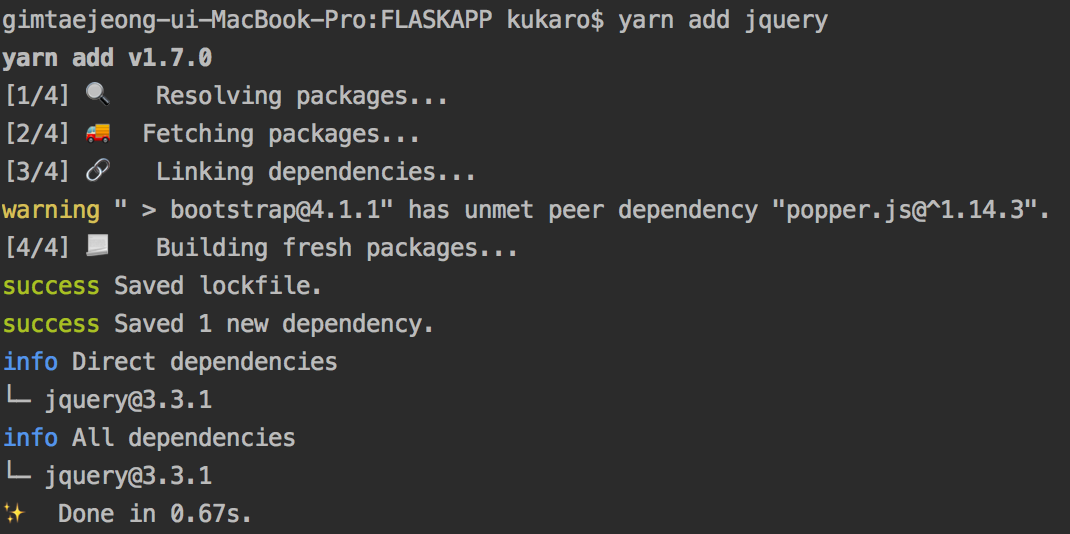 gimtaejeong-ui-MacBook-Pro:FLASKAPP kukaro$ yarn add jquery
yarn add v1.7.0
[1/4] 🔍 Resolving packages...
[2/4] 🚚 Fetching packages...
[3/4] 🔗 Linking dependencies...
warning " > bootstrap@4.1.1" has unmet peer dependency "popper.js@^1.14.3".
[4/4] 📃 Building fresh packages...
success Saved lockfile.
success Saved 1 new dependency.
info Direct dependencies
└─ jquery@3.3.1
info All dependencies
└─ jquery@3.3.1
✨ Done in 0.67s.